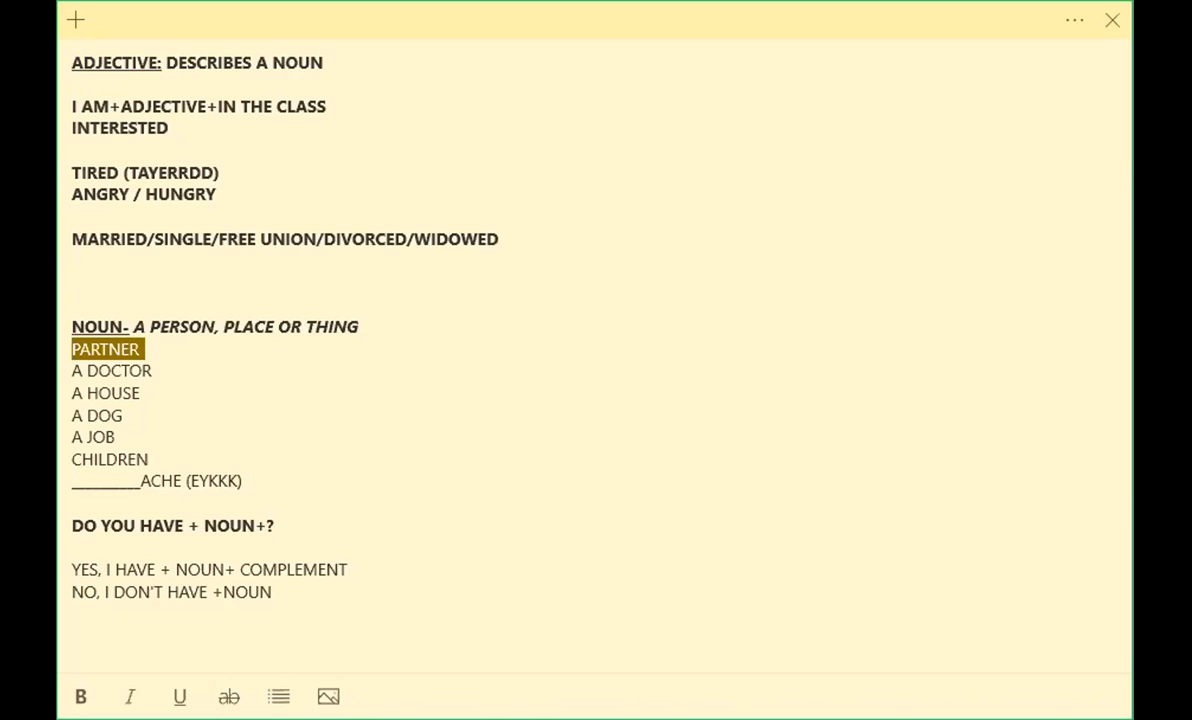 ADJECTIVE: DESCRIBES A NOUN
I AM+ADJECTIVE+IN THE CLASS
INTERESTED
TIRED (TAYERRDD)
ANGRY / HUNGRY
MARRIED/SINGLE/FREE UNION/DIVORCED/WIDOWED
NOUN- A PERSON, PLACE OR THING
PARTNER
A DOCTOR
A HOUSE
A DOG
A JOB
CHILDREN
__________ACHE (EYKKK)
DO YOU HAVE + NOUN+?
YES, I HAVE + NOUN+ COMPLEMENT
NO, I DON'T HAVE +NOUN
B I U ab